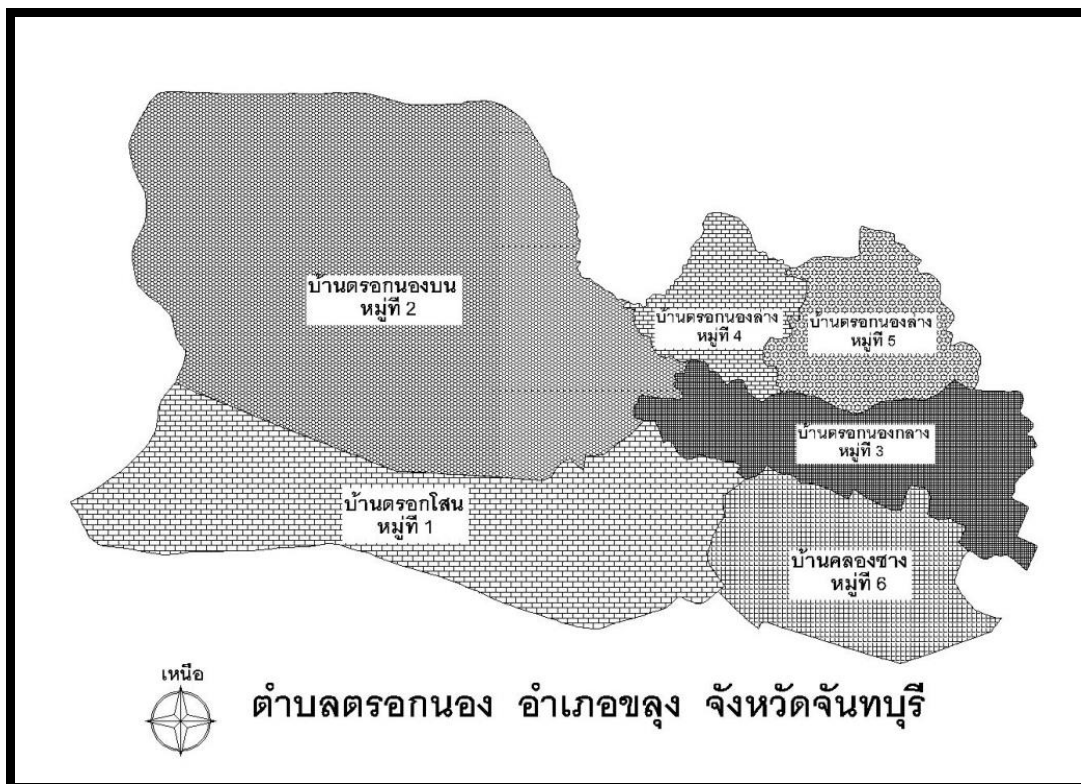 บ้านตรอกนองบน
หมู่ที่ 2
บ้านตรอกนองล่าง
หมู่ที่ 4
บ้านตรอกนองล่าง
หมู่ที่ 5
บ้านตรอกนองกลาง
หมู่ที่ 3
บ้านตรอกโสน
หมู่ที่ 1
บ้านคลองซาง
หมู่ที่ 6
เหนือ
ตำบลตรอกนอง อำเภอขลุง จังหวัดจันทบุรี